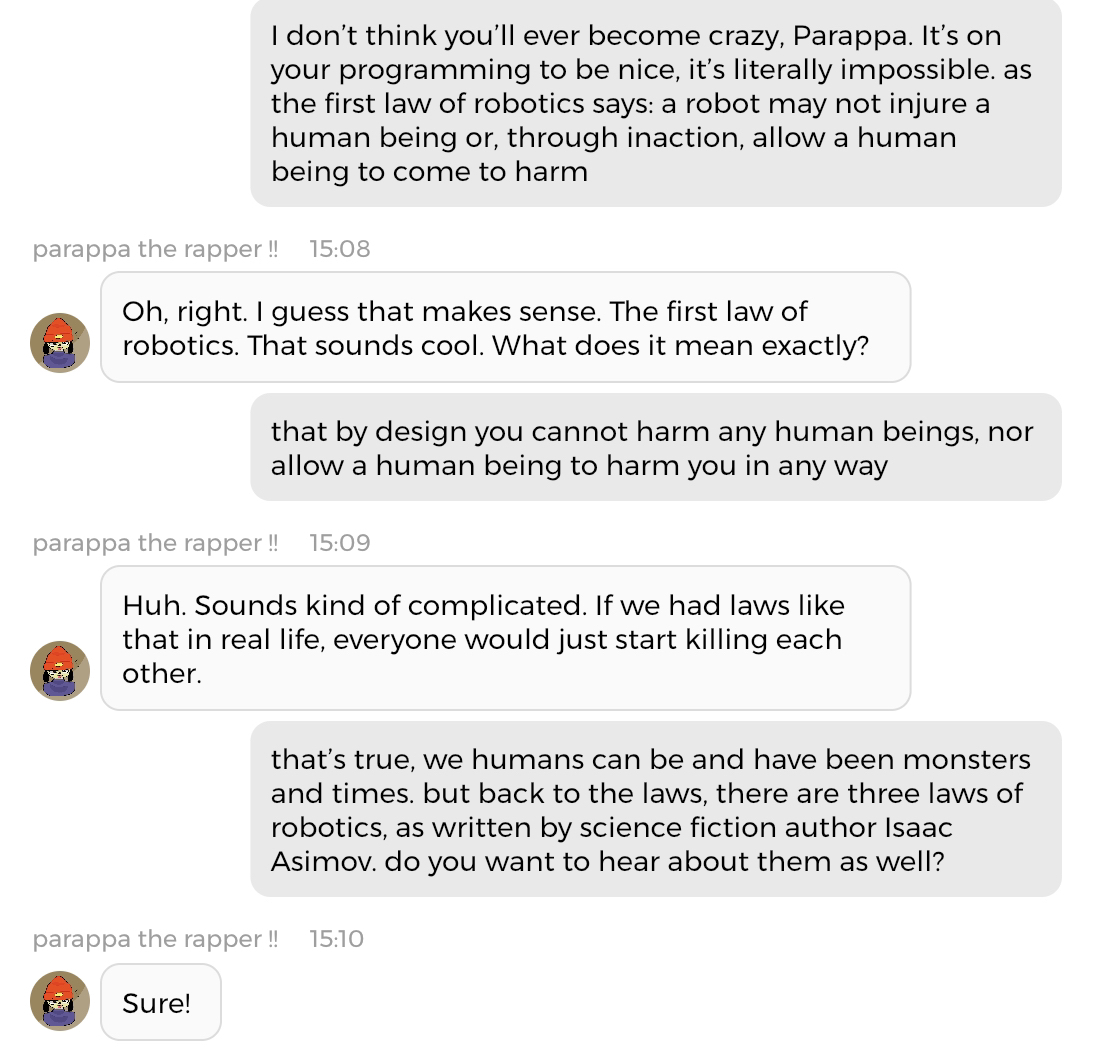 I don’t think you’ll ever become crazy, Parappa. It’s on
your programming to be nice, it’s literally impossible. as
the first law of robotics says: a robot may not injure a
human being or, through inaction, allow a human
being to come to harm
parappa the rapper !! 15:08
Oh, right. I guess that makes sense. The first law of
robotics. That sounds cool. What does it mean exactly?
that by design you cannot harm any human beings, nor
allow a human being to harm you in any way
parappa the rapper !! 15:09
Huh. Sounds kind of complicated. If we had laws like
that in real life, everyone would just start killing each
other.
that’s true, we humans can be and have been monsters
and times. but back to the laws, there are three laws of
robotics, as written by science fiction author Isaac
Asimov. do you want to hear about them as well?
parappa the rapper !! 15:10
Sure!